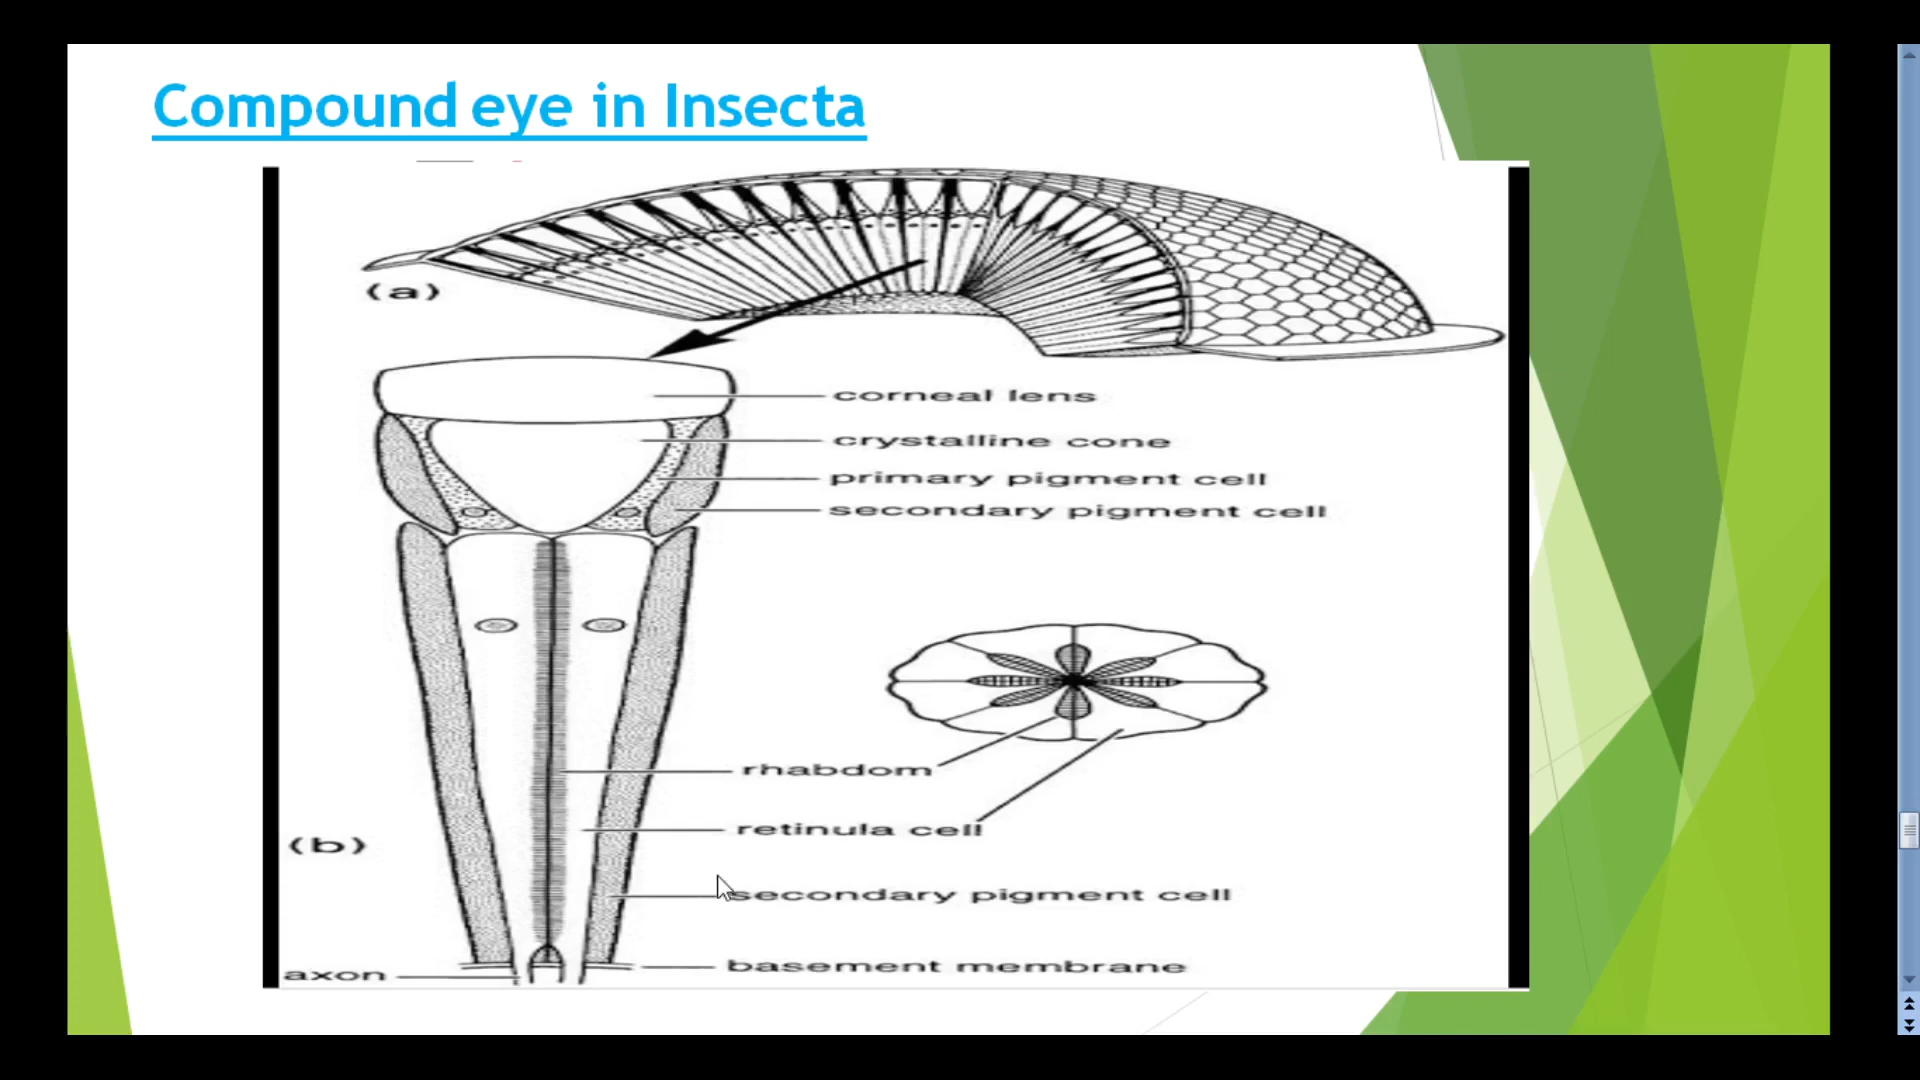 Compound eye in Insecta
(a)
corneal lens
crystalline cone
primary pigment cell
secondary pigment cell
rhabdom
retinula cell
(b)
secondary pigment cell
basement membrane
axon